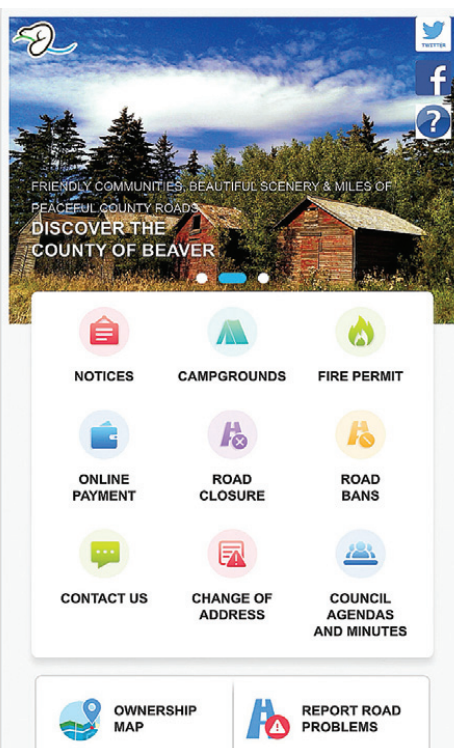 TWITTER
FRIENDLY COMMUNITIES, BEAUTIFUL SCENERY & MILES OF
PEACEFUL COUNTY ROADS
DISCOVER THE
COUNTY OF BEAVER
NOTICES
CAMPGROUNDS
FIRE PERMIT
ONLINE
PAYMENT
ROAD
CLOSURE
ROAD
BANS
CONTACT US
CHANGE OF
ADDRESS
COUNCIL
AGENDAS
AND MINUTES
OWNERSHIP
MAP
REPORT ROAD
PROBLEMS